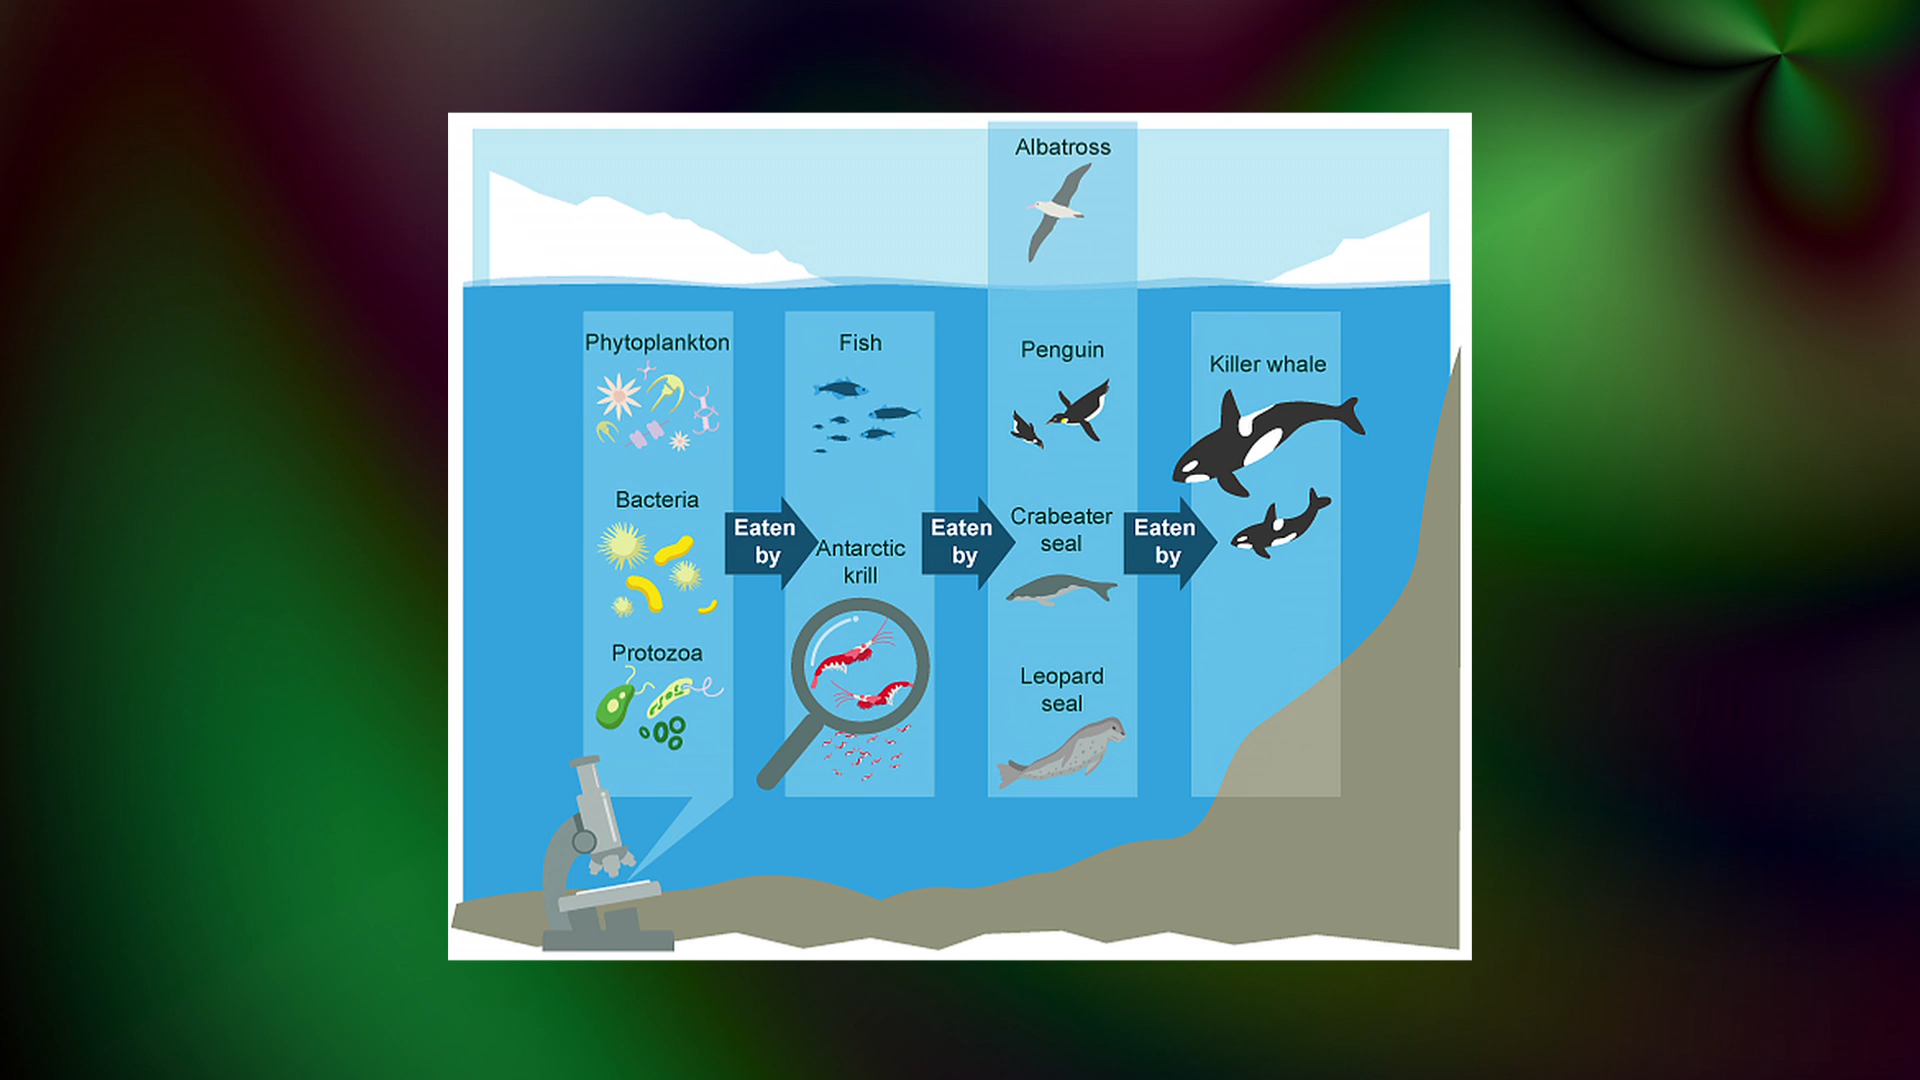 Albatross
Phytoplankton
Fish
Penguin
Killer whale
Bacteria
Eaten
by
Eaten
by
Crabeater
seal
Eaten
by
Antarctic
krill
Protozoa
Leopard
seal